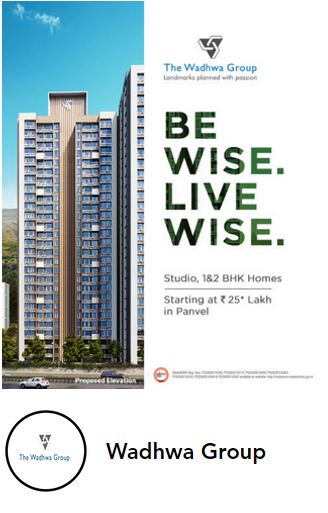 The Wadhwa Group
Landmarks planned with passion
BE
WISE.
LIVE
WISE.
Studio, 1&2 BHK Homes
Starting at ₹ 25* Lakh
in Panvel
Proposed Elevation
The Wadhwa Group
Wadhwa Group